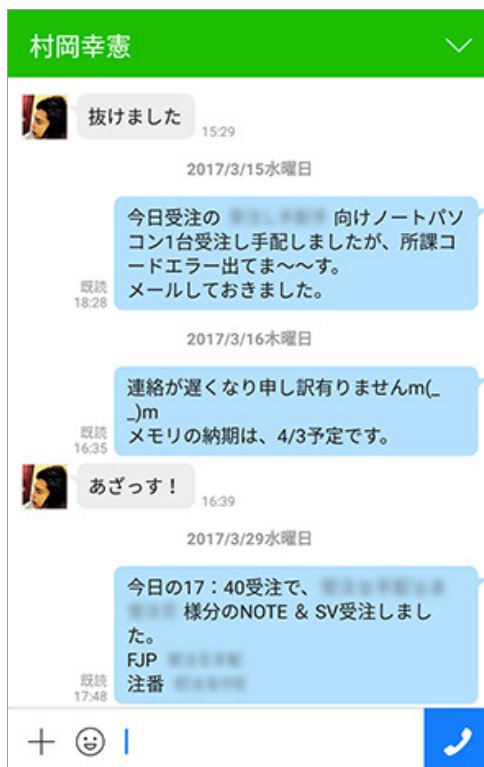 村岡幸憲
抜けました
15:29
2017/3/15水曜日
今日受注の 向けノートパソ
コン1台受注し手配しましたが、所課コ
ードエラー出てま〜〜す。
メールしておきました。
既読
18:28
2017/3/16木曜日
連絡が遅くなり申し訳有りませんm(_
_)m
メモリの納期は、4/3予定です。
既読
16:35
あざっす！
16:39
2017/3/29水曜日
今日の17：40受注で、
様分のNOTE & SV受注しまし
た。
FJP
注番
既読
17:48